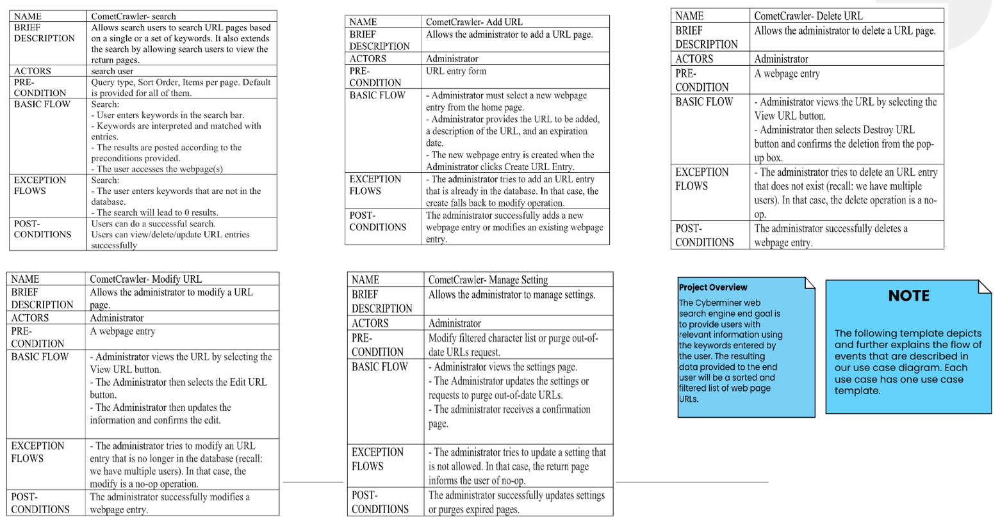 NAME CometCrawler- search
BRIEF DESCRIPTION Allows search users to search URL pages based
on a single or a set of keywords. It also extends
the search by allowing search users to view the
return pages.
ACTORS search user
PRE-CONDITION Query type, Sort Order, Items per page. Default
is provided for all of them.
BASIC FLOW Search:
- User enters keywords in the search bar.
- Keywords are interpreted and matched with
entries.
- The results are posted according to the
preconditions provided.
- The user accesses the webpage(s)
EXCEPTION FLOWS Search:
- The user enters keywords that are not in the
database.
- The search will lead to 0 results.
POST-CONDITIONS Users can do a successful search.
Users can view/delete/update URL entries
successfully
NAME CometCrawler- Add URL
BRIEF DESCRIPTION Allows the administrator to add a URL page.
ACTORS Administrator
PRE-CONDITION URL entry form
BASIC FLOW - Administrator must select a new webpage
entry from the home page.
- Administrator provides the URL to be added,
a description of the URL, and an expiration
date.
- The new webpage entry is created when the
Administrator clicks Create URL Entry.
EXCEPTION FLOWS - The administrator tries to add an URL entry
that is already in the database. In that case, the
create falls back to modify operation.
POST-CONDITIONS The administrator successfully adds a new
webpage entry or modifies an existing webpage
entry.
NAME CometCrawler- Delete URL
BRIEF DESCRIPTION Allows the administrator to delete a URL page.
ACTORS Administrator
PRE-CONDITION A webpage entry
BASIC FLOW - Administrator views the URL by selecting the
View URL button.
- Administrator then selects Destroy URL
button and confirms the deletion from the pop-
up box.
EXCEPTION FLOWS - The administrator tries to delete an URL entry
that does not exist (recall: we have multiple
users). In that case, the delete operation is a no-
op.
POST-CONDITIONS The administrator successfully deletes a
webpage entry.
NAME CometCrawler- Modify URL
BRIEF DESCRIPTION Allows the administrator to modify a URL
page.
ACTORS Administrator
PRE-CONDITION A webpage entry
BASIC FLOW - Administrator views the URL by selecting the
View URL button.
- The Administrator then selects the Edit URL
button.
- The Administrator then updates the
information and confirms the edit.
EXCEPTION FLOWS - The administrator tries to modify an URL
entry that is no longer in the database (recall:
we have multiple users). In that case, the
modify is a no-op operation.
POST-CONDITIONS The administrator successfully modifies a
webpage entry.
NAME CometCrawler- Manage Setting
BRIEF DESCRIPTION Allows the administrator to manage settings.
ACTORS Administrator
PRE-CONDITION Modify filtered character list or purge out-of-
date URLs request.
BASIC FLOW - Administrator views the settings page.
- The Administrator updates the settings or
requests to purge out-of-date URLs.
- The administrator receives a confirmation
page.
EXCEPTION FLOWS - The administrator tries to update a setting that
is not allowed. In that case, the return page
informs the user of no-op.
POST-CONDITIONS The administrator successfully updates settings
or purges expired pages.
Project Overview
The Cyberminer web
search engine end goal is
to provide users with
relevant information using
the keywords entered by
the user. The resulting
data provided to the end
user will be a sorted and
filtered list of web page
URLs.
NOTE
The following template depicts
and further explains the flow of
events that are described in
our use case diagram. Each
use case has one use case
template.